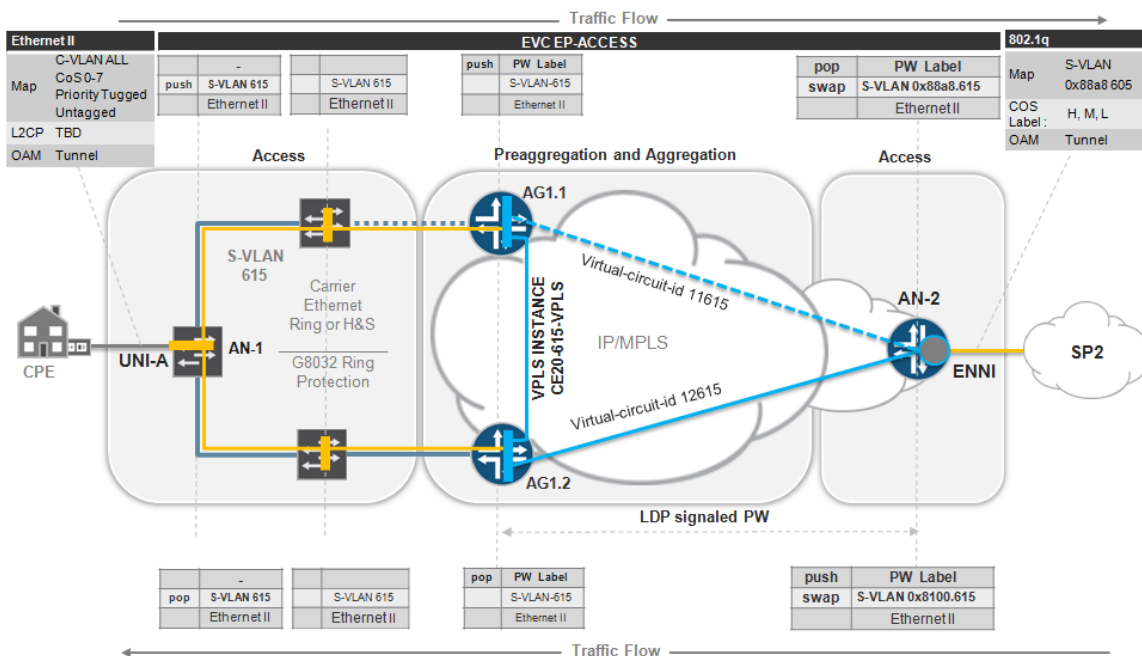 Traffic Flow
Ethernet II
EVC EP-ACCESS
802.1q
Map
C-VLAN ALL
CoS 0-7
Priority Tugged
Untagged
L2CP TBD
OAM Tunnel
-
push S-VLAN 615
Ethernet II
S-VLAN 615
Ethernet II
push PW Label
S-VLAN-615
Ethernet II
pop PW Label
swap S-VLAN 0x88a8.615
Ethernet II
Map
S-VLAN
0x88a8 605
COS
Label :
H, M, L
OAM Tunnel
Access
Preaggregation and Aggregation
Access
AG1.1
S-VLAN
615
Carrier
Ethernet
Ring or H&S
G8032 Ring
Protection
CPE
UNI-A
AN-1
VPLS INSTANCE
CE20-615-VPLS
IP/MPLS
Virtual-circuit-id 11615
Virtual-circuit-id 12615
AN-2
ENNI
SP2
AG1.2
LDP signaled PW
-
pop S-VLAN 615
Ethernet II
S-VLAN 615
Ethernet II
pop PW Label
S-VLAN-615
Ethernet II
push PW Label
swap S-VLAN 0x8100.615
Ethernet II
Traffic Flow